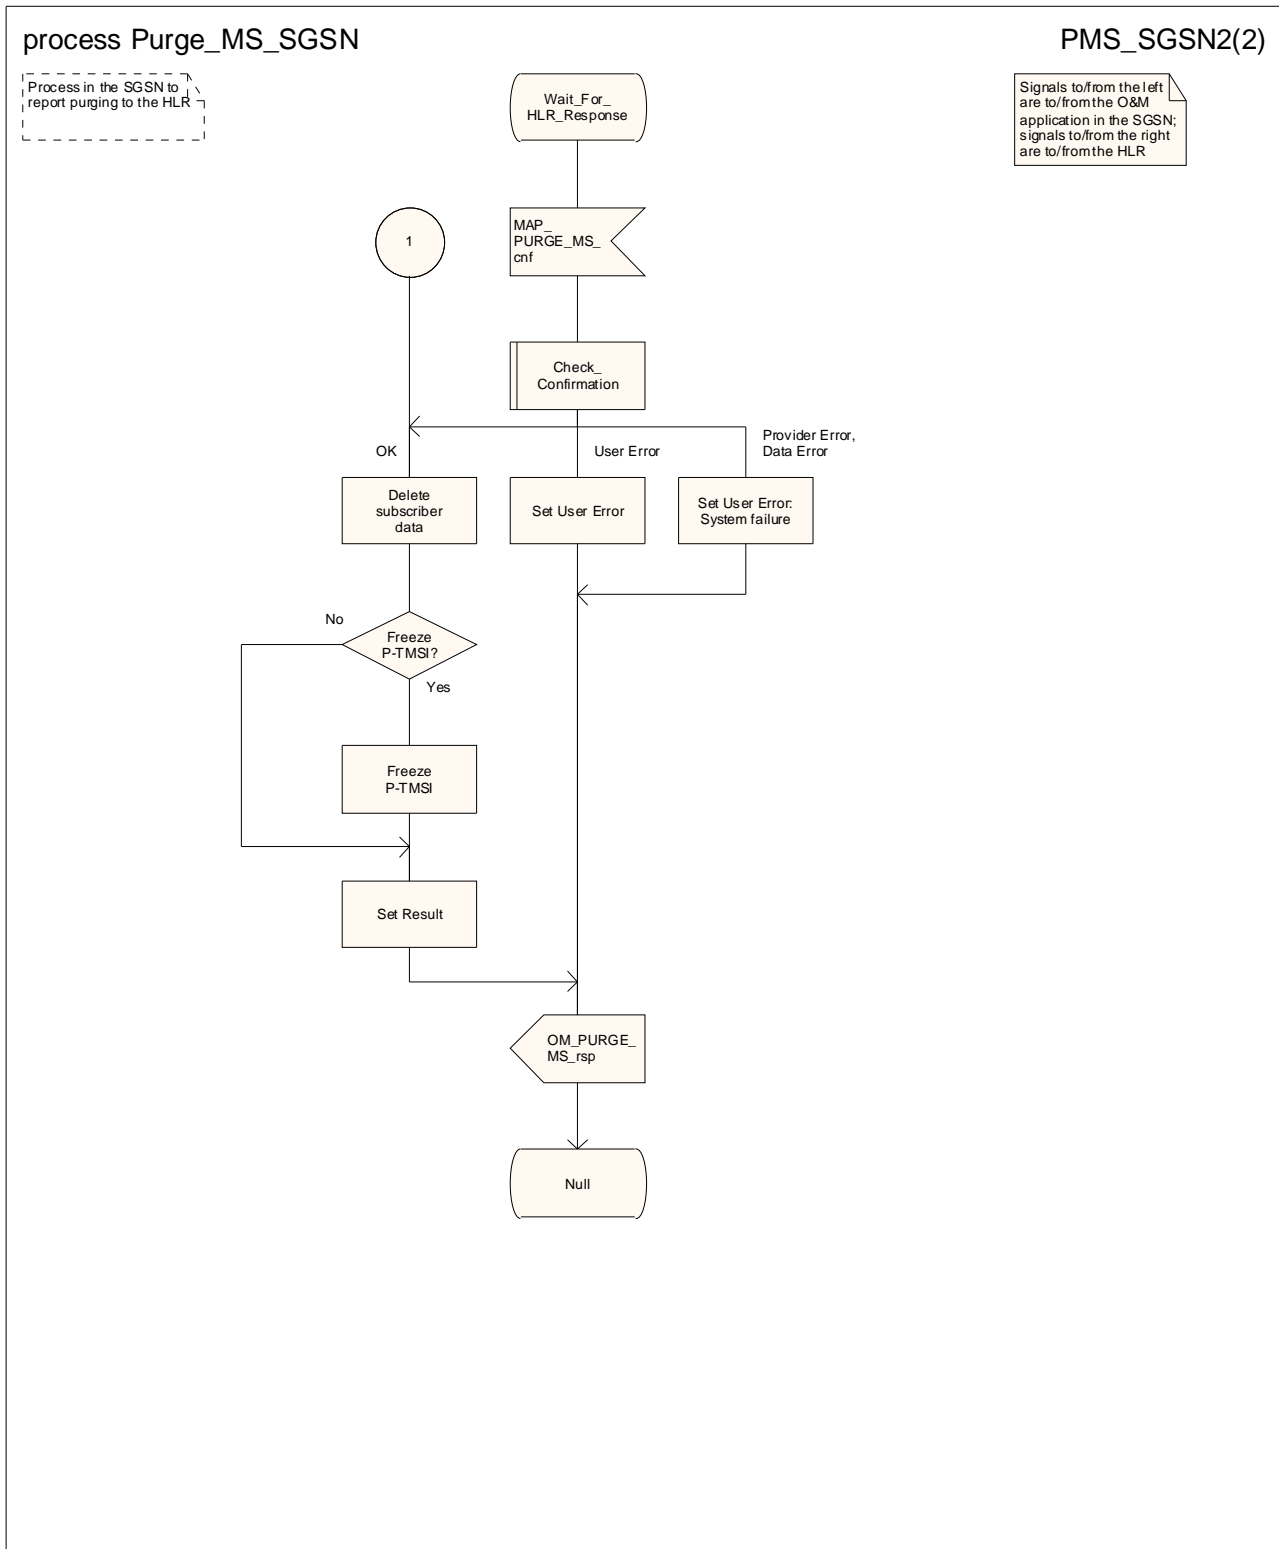 process Purge_MS_SGSN
PMS_SGSN2(2)
Process in the SGSN to
report purging to the HLR
Wait_For_
HLR_Response
Signals to/from the left
are to/from the O&M
application in the SGSN;
signals to/from the right
are to/from the HLR
1
MAP_
PURGE_MS_
cnf
Check_
Confirmation
OK
User Error
Provider Error,
Data Error
Delete
subscriber
data
Set User Error
Set User Error:
System failure
No
Freeze
P-TMSI?
Yes
Freeze
P-TMSI
Set Result
OM_PURGE_
MS_rsp
Null